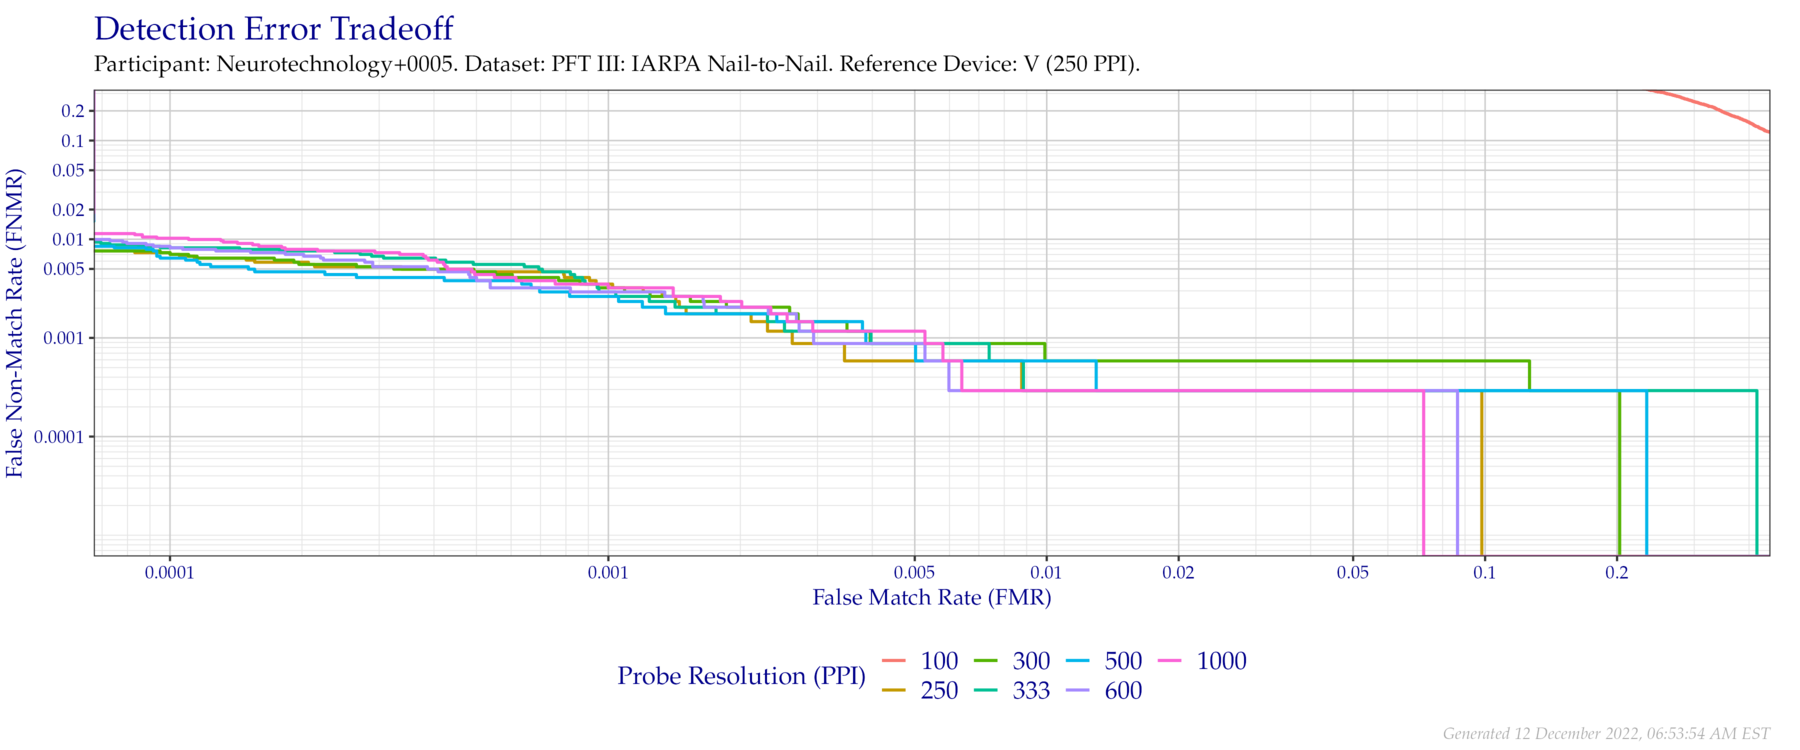 Detection Error Tradeoff
Participant: Neurotechnology+0005. Dataset: PFT III: IARPA Nail-to-Nail. Reference Device: V (250 PPI).
False Non-Match Rate (FNMR)
0.2
0.1
0.05
0.02
0.01
0.005
0.001
0.0001
0.0001 0.001 0.005 0.01 0.02 0.05 0.1 0.2
False Match Rate (FMR)
Probe Resolution (PPI)
100 300 500 1000
250 333 600
Generated 12 December 2022, 06:53:54 AM EST